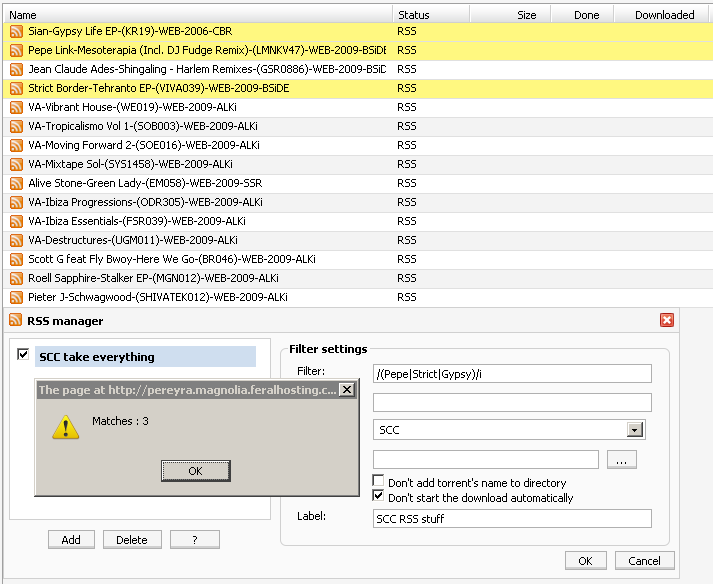 Name Status Size Done Downloaded
Sian-Gypsy Life EP-(KR19)-WEB-2006-CBR RSS
Pepe Link-Mesoterapia (Incl. DJ Fudge Remix)-(LMNKV47)-WEB-2009-BSiDE RSS
Jean Claude Ades-Shingaling - Harlem Remixes-(GSR0886)-WEB-2009-BSiD RSS
Strict Border-Tehranto EP-(VIVA039)-WEB-2009-BSiDE RSS
VA-Vibrant House-(WE019)-WEB-2009-ALKi RSS
VA-Tropicalismo Vol 1-(SOB003)-WEB-2009-ALKi RSS
VA-Moving Forward 2-(SOE016)-WEB-2009-ALKi RSS
VA-Mixtape Sol-(SYS1458)-WEB-2009-ALKi RSS
Alive Stone-Green Lady-(EM058)-WEB-2009-SSR RSS
VA-Ibiza Progressions-(ODR305)-WEB-2009-ALKi RSS
VA-Ibiza Essentials-(FSR039)-WEB-2009-ALKi RSS
VA-Destructures-(UGM011)-WEB-2009-ALKi RSS
Scott G feat Fly Bwoy-Here We Go-(BR046)-WEB-2009-ALKi RSS
Roell Sapphire-Stalker EP-(MGN012)-WEB-2009-ALKi RSS
Pieter J-Schwagwood-(SHIVATEK012)-WEB-2009-ALKi RSS
RSS manager
SCC take everything
The page at http://pereyra.magnolia.feralhosting.c...
Matches : 3
OK
Add Delete ?
Filter settings
Filter: /(Pepe|Strict|Gypsy)/i
SCC
...
Don't add torrent's name to directory
Don't start the download automatically
Label: SCC RSS stuff
OK Cancel